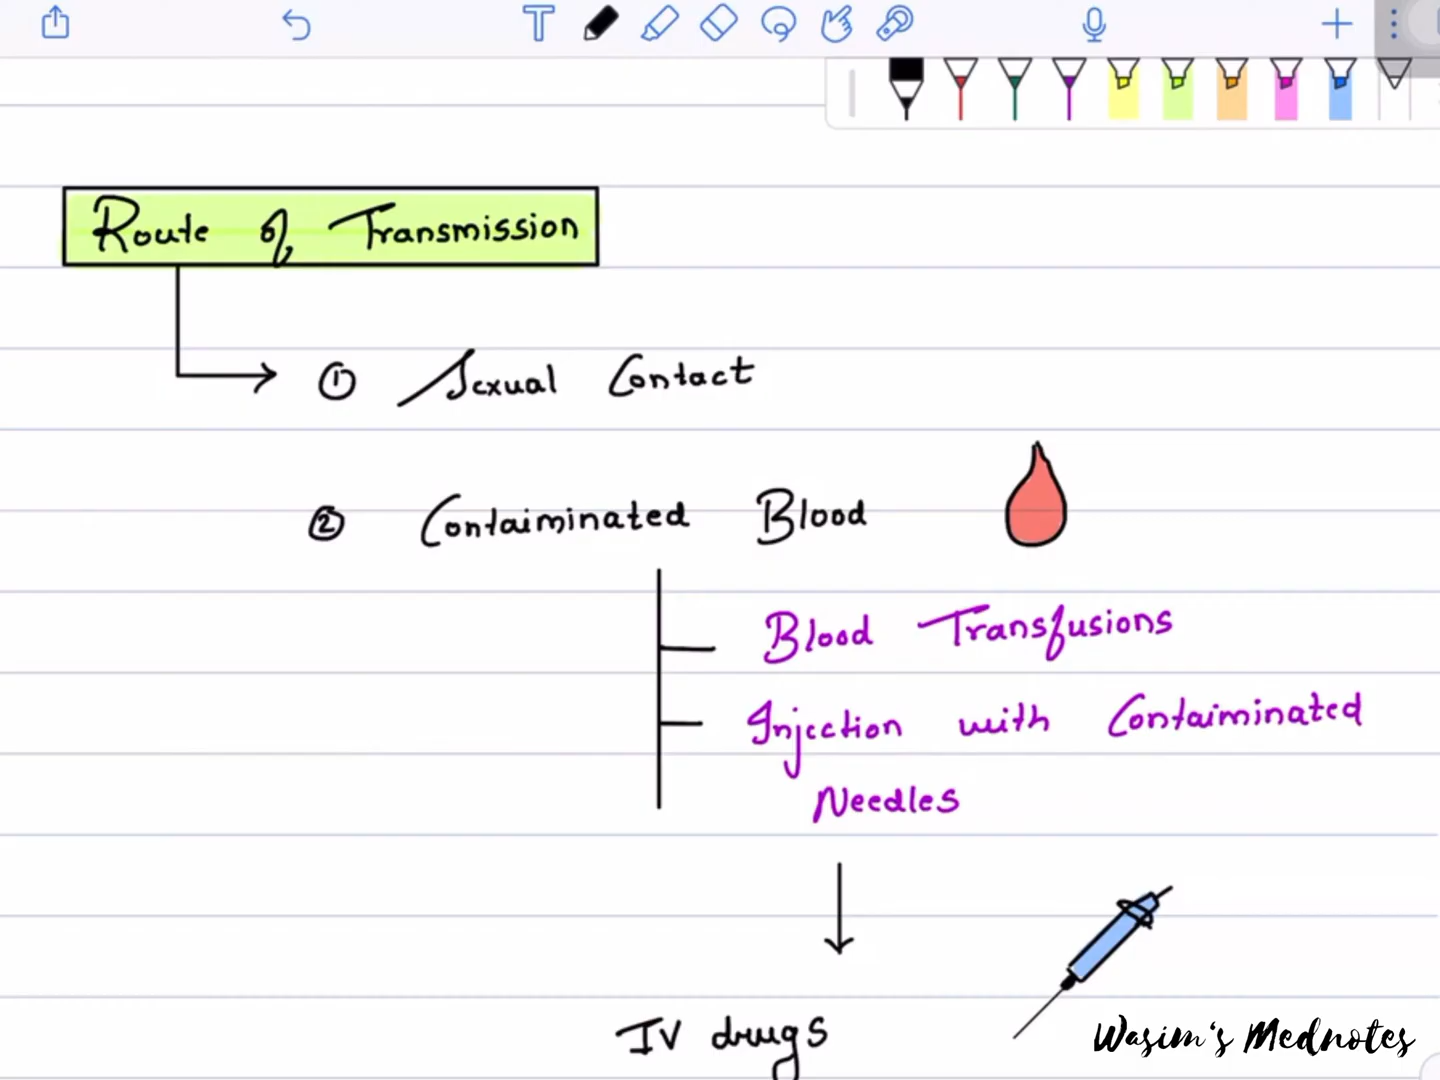 Route of Transmission
① Sexual Contact
② Contaiminated Blood
Blood Transfusions
Injection with Contaiminated
Needles
IV drugs
Wasim's Mednotes